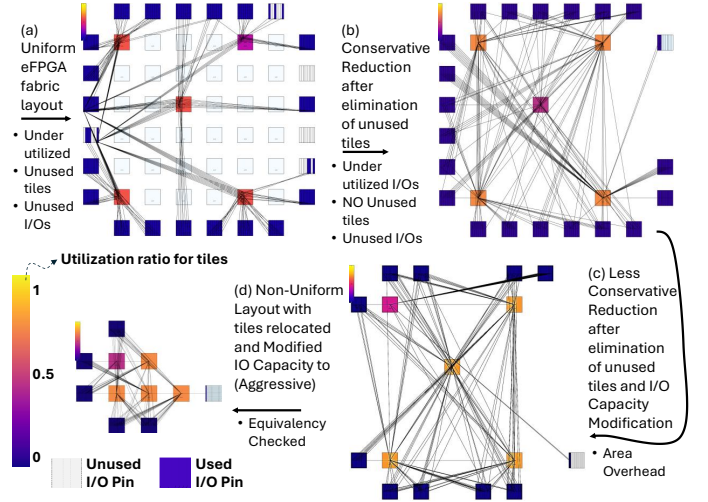 (a)
Uniform
eFPGA
fabric
layout
• Under
utilized
• Unused
tiles
• Unused
I/Os
(b)
Conservative
Reduction
after
elimination
of unused
tiles
• Under
utilized I/Os
• NO Unused
tiles
• Unused I/Os
Utilization ratio for tiles
1
0.5
0
(d) Non-Uniform
Layout with
tiles relocated
and Modified
IO Capacity to
(Aggressive)
• Equivalency
Checked
(c) Less
Conservative
Reduction
after
elimination
of unused
tiles and I/O
Capacity
Modification
• Area
Overhead
Unused
I/O Pin
Used
I/O Pin